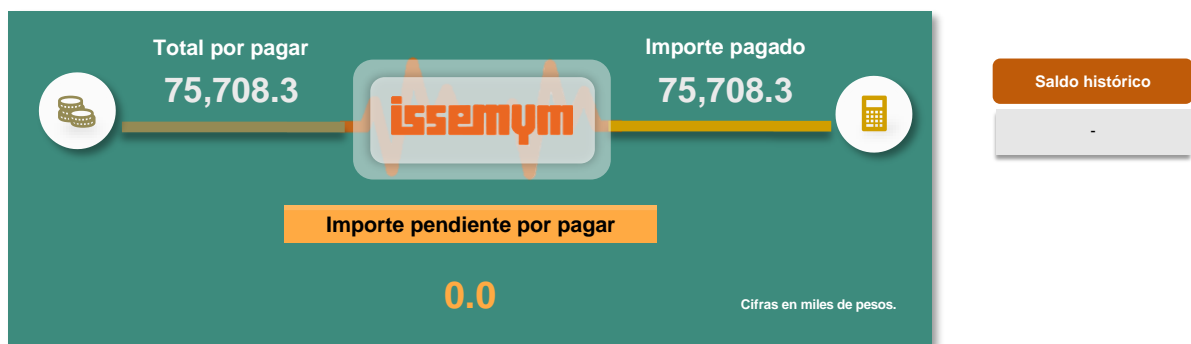 Total por pagar
75,708.3
issemym
Importe pagado
75,708.3
Importe pendiente por pagar
0.0
Cifras en miles de pesos.
Saldo histórico
-